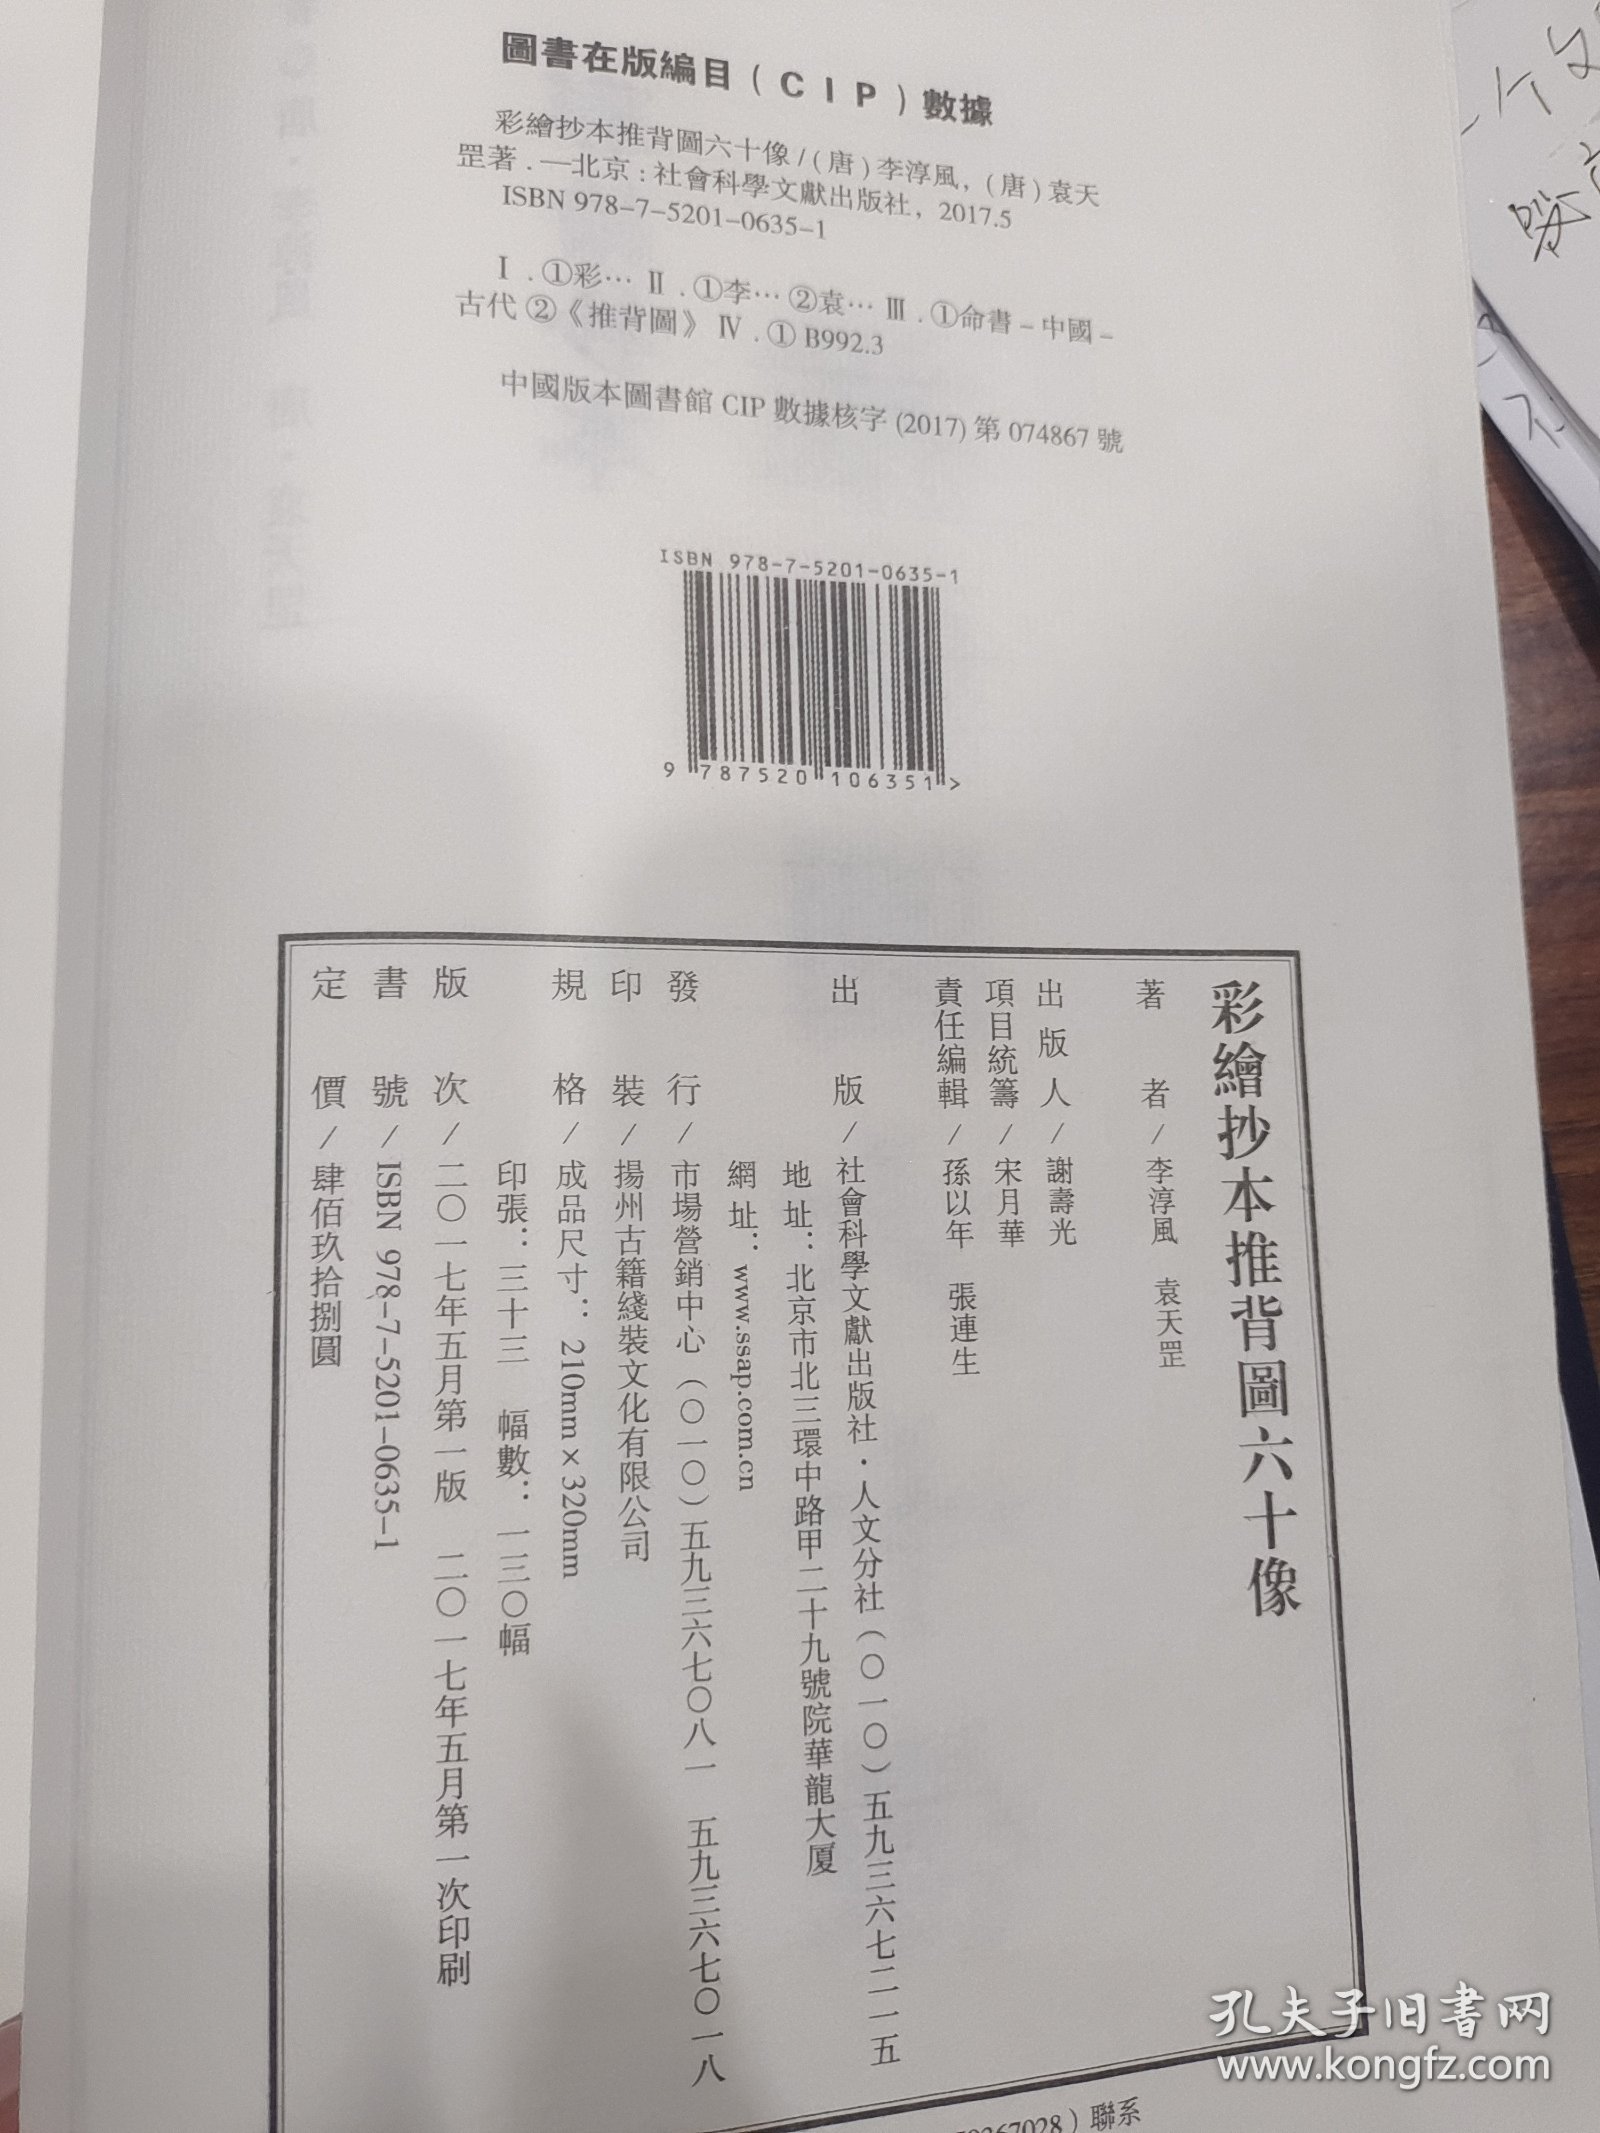 圖書在版編目(CIP)數據
彩繪抄本推背圖六十像/(唐)李淳風,(唐)袁天
罡著.—北京:社會科學文獻出版社,2017.5
ISBN 978-7-5201-0635-1
Ⅰ.①彩… Ⅱ.①李…②袁… Ⅲ.①命書-中國-
古代②《推背圖》 Ⅳ.①B992.3
中國版本圖書館CIP數據核字(2017)第074867號
ISBN 978-7-5201-0635-1
9 787520 106351 >
彩繪抄本推背圖六十像
著者/李淳風 袁天罡
出版人/謝壽光
項目統籌/宋月華
責任編輯/孫以年 張連生
出版/社會科學文獻出版社·人文分社(〇一〇)五九三六七二一五
地址:北京市北三環中路甲二十九號院華龍大厦
網址:www.ssap.com.cn
發行/市場營銷中心(〇一〇)五九三六七〇八一 五九三六七〇一八
印裝/揚州古籍綫裝文化有限公司
規格/成品尺寸:210mm×320mm
印張:三十三 幅數:一三〇幅
版次/二〇一七年五月第一版 二〇一七年五月第一次印刷
書號/ISBN 978-7-5201-0635-1
定價/肆佰玖拾捌圓
67028)聯系
孔夫子旧書网
www.kongfz.com